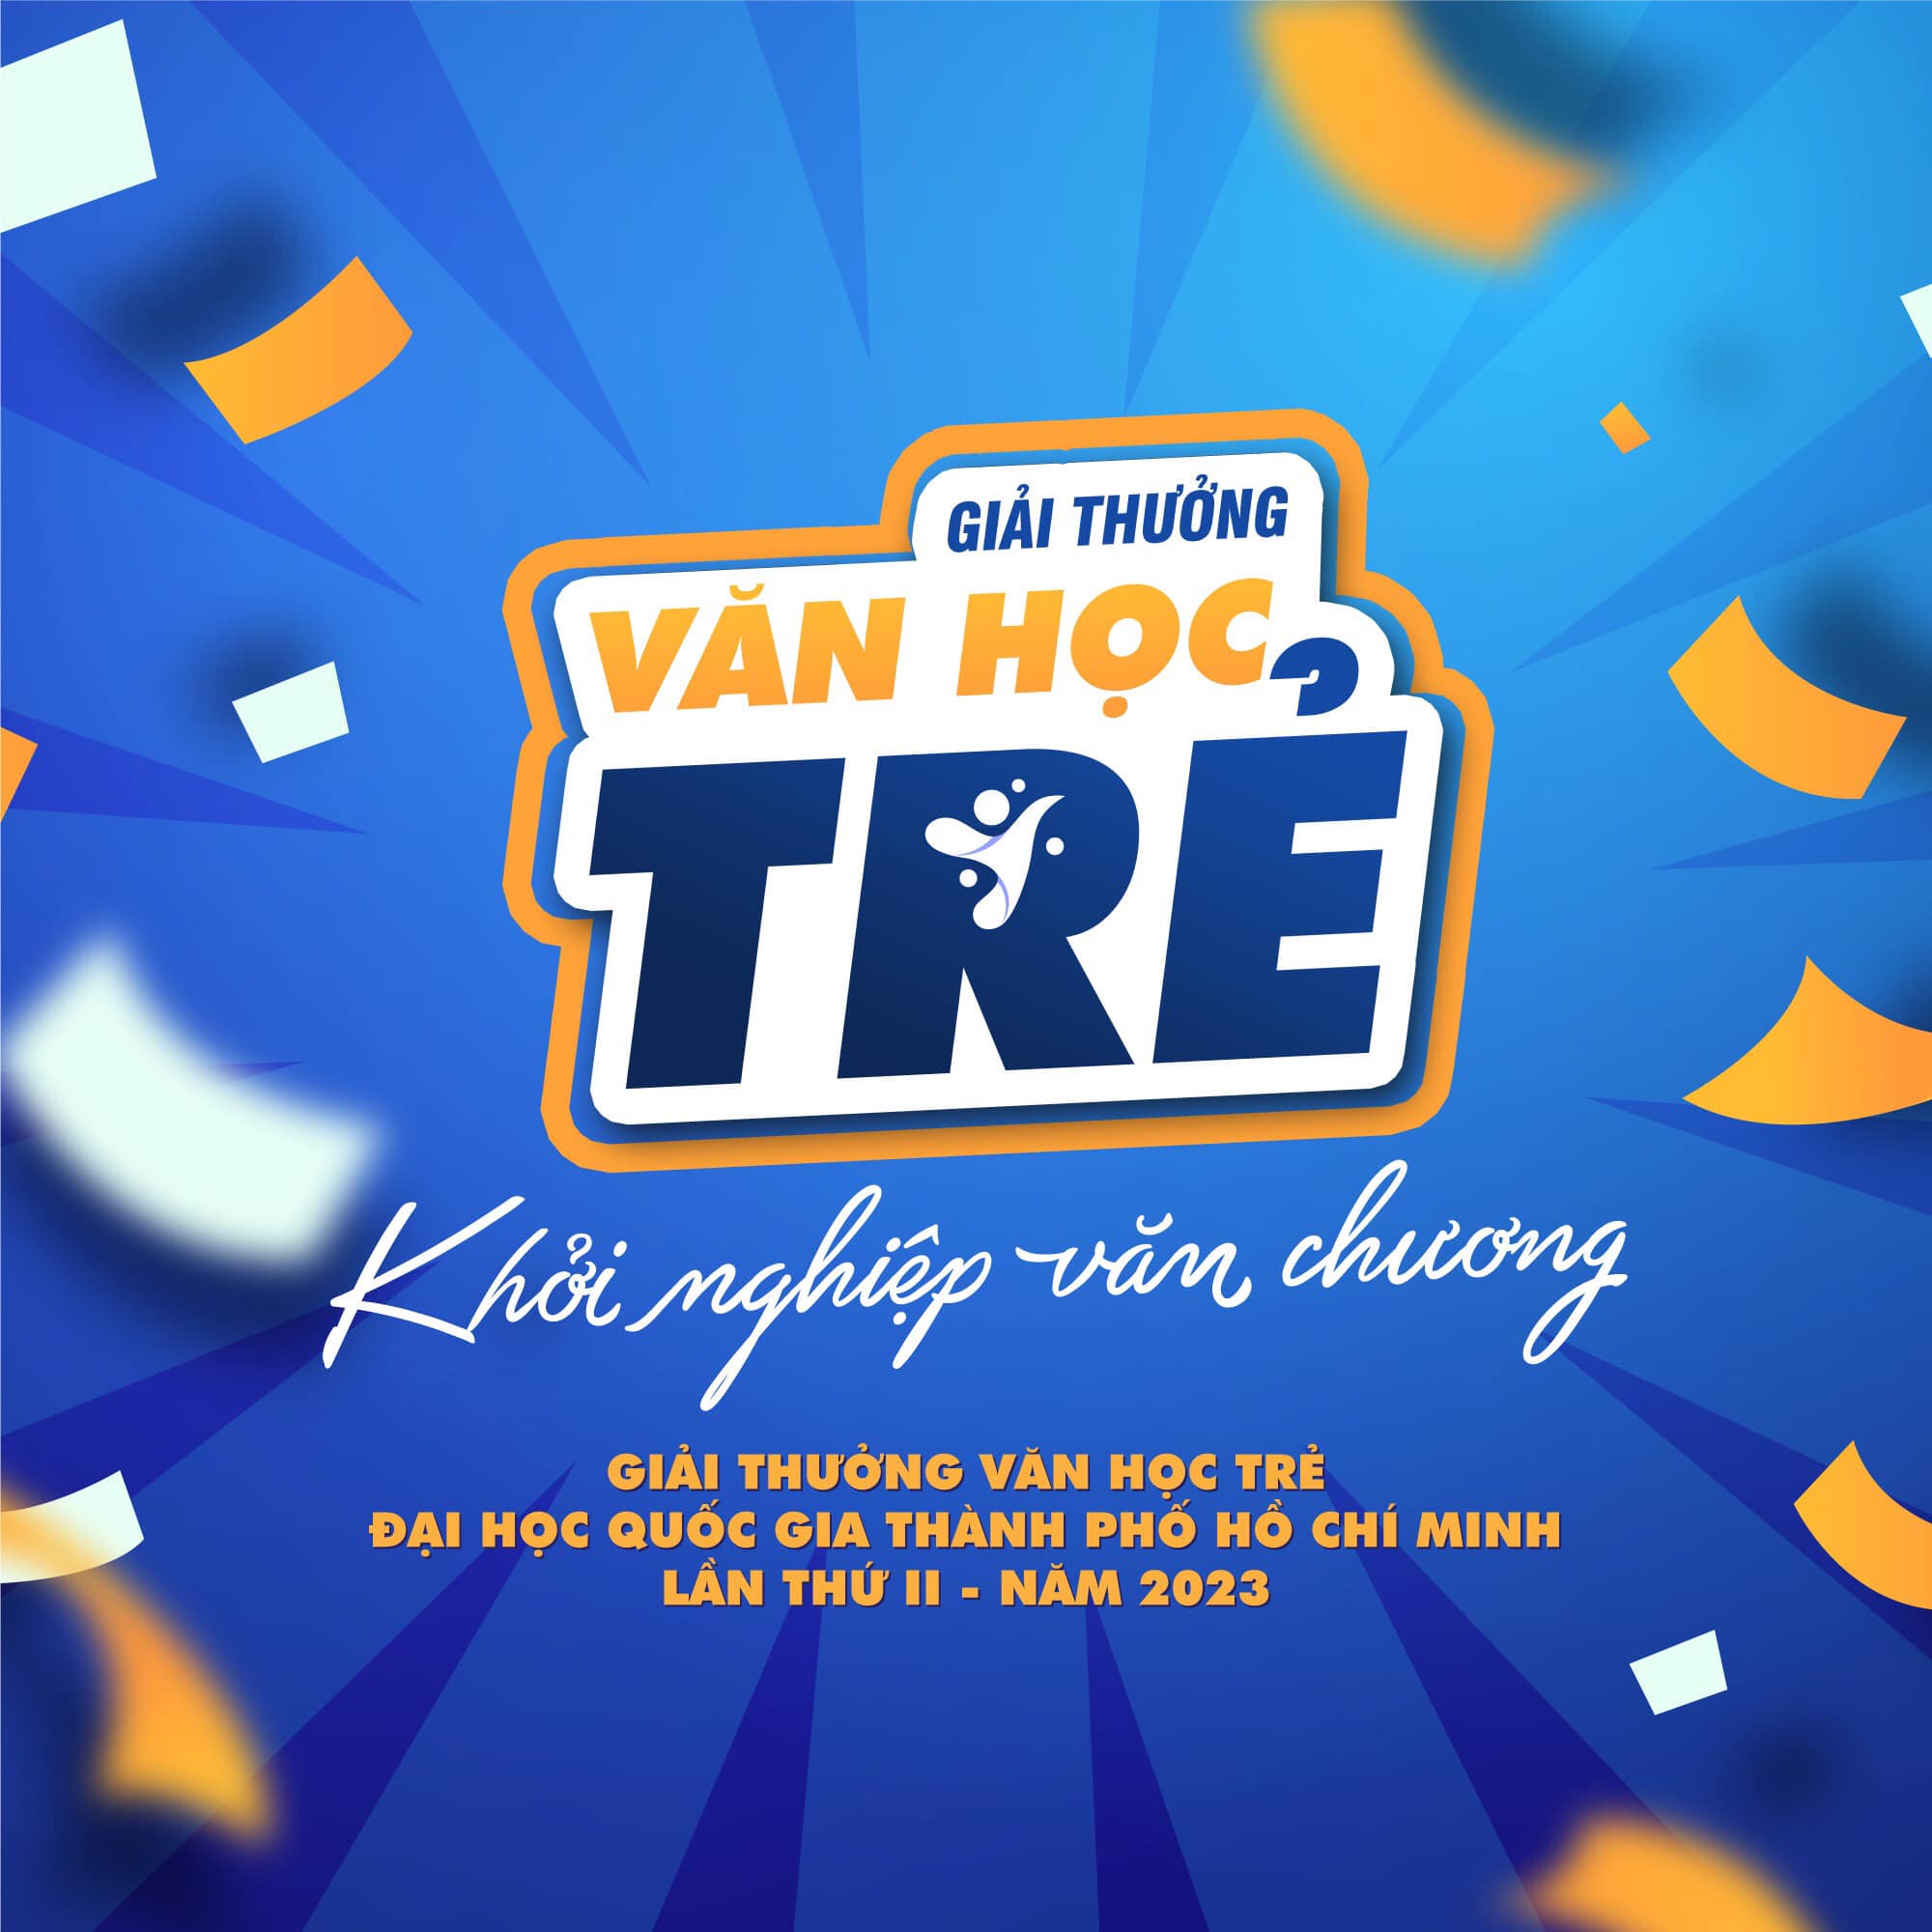 GIẢI THƯỞNG
VĂN HỌC
TRẺ
Khởi nghiệp văn chương
GIẢI THƯỞNG VĂN HỌC TRẺ
ĐẠI HỌC QUỐC GIA THÀNH PHỐ HỒ CHÍ MINH
LẦN THỨ II - NĂM 2023